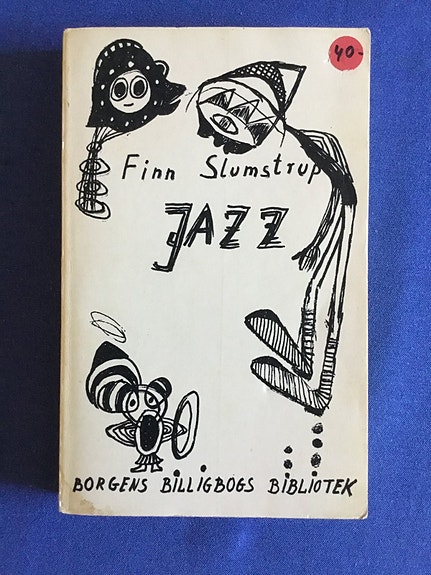 40.-
Finn Slumstrup
JAZZ
BORGENS BILLIGBOGS BIBLIOTEK